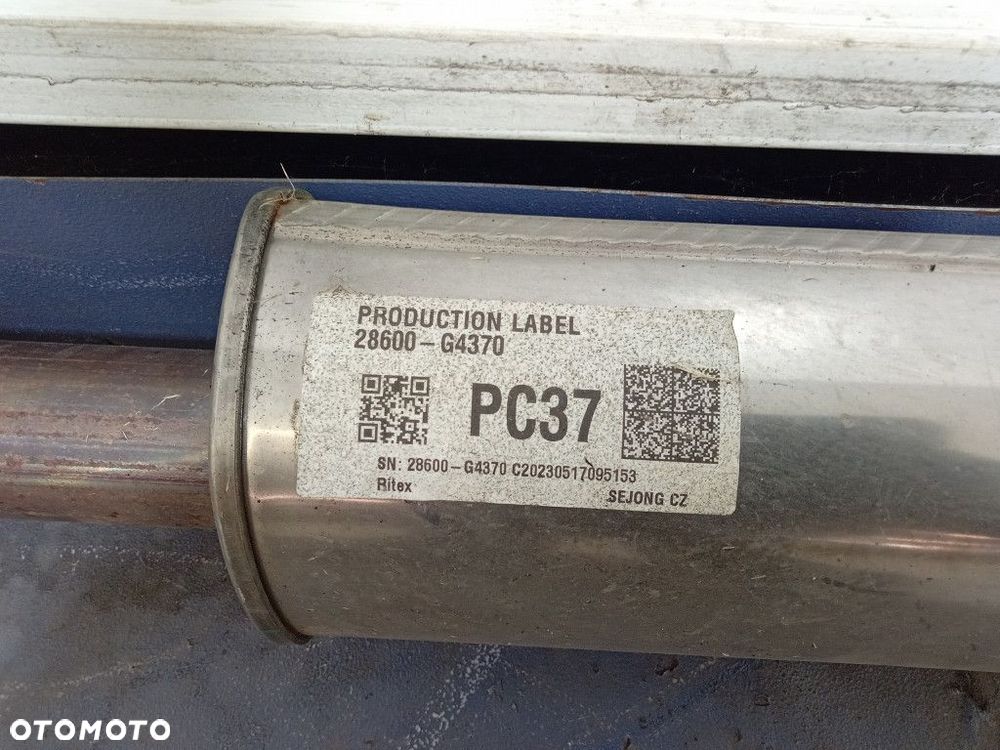 PRODUCTION LABEL
28600-G4370
PC37
SN: 28600-G4370 C20230517095153
Ritex
SEJONG CZ
OTOMOTO